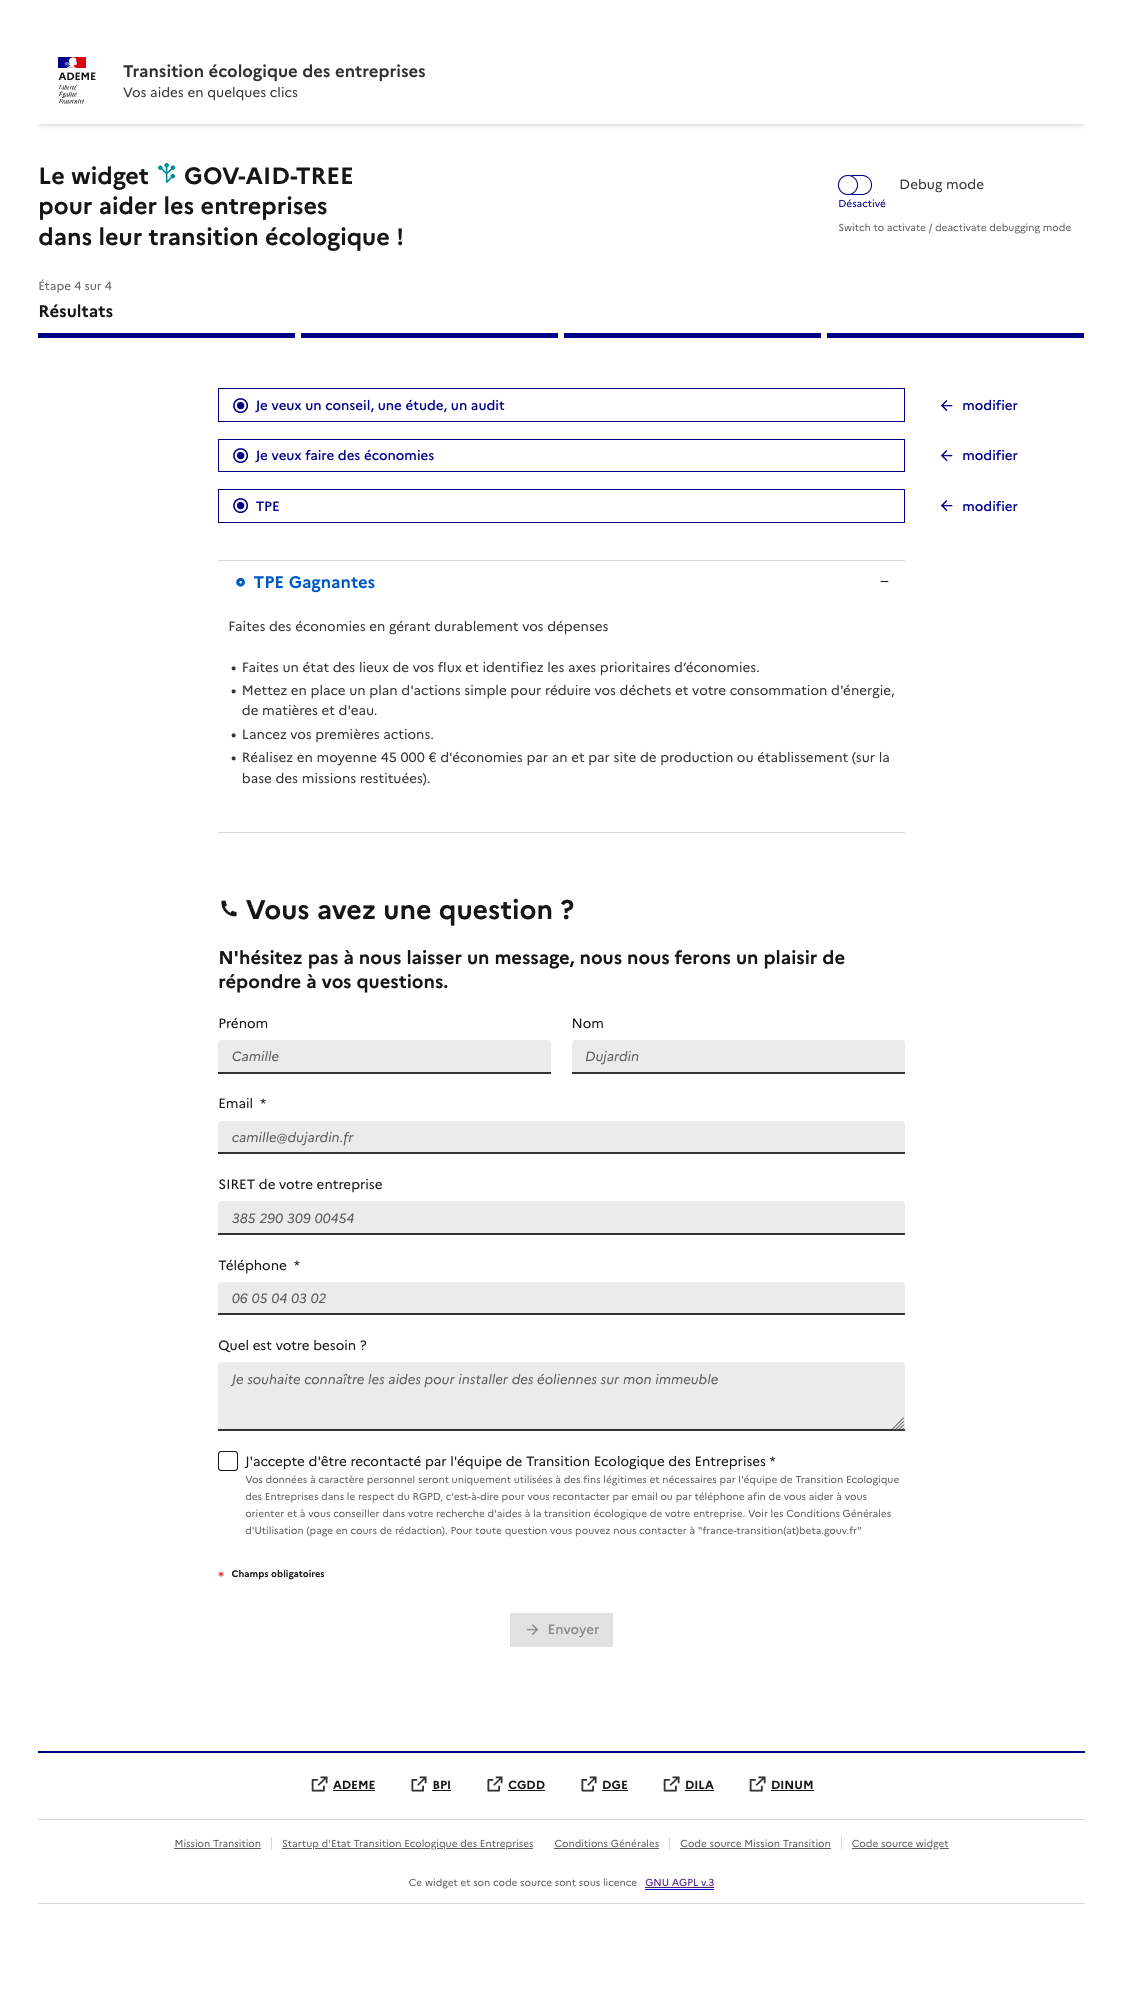 ADEME
Liberté
Égalité
Fraternité
Transition écologique des entreprises
Vos aides en quelques clics
Le widget GOV-AID-TREE
pour aider les entreprises
dans leur transition écologique !
Debug mode
Désactivé
Switch to activate / deactivate debugging mode
Étape 4 sur 4
Résultats
Je veux un conseil, une étude, un audit
modifier
Je veux faire des économies
modifier
TPE
modifier
TPE Gagnantes
Faites des économies en gérant durablement vos dépenses
• Faites un état des lieux de vos flux et identifiez les axes prioritaires d’économies.
• Mettez en place un plan d'actions simple pour réduire vos déchets et votre consommation d'énergie,
de matières et d'eau.
• Lancez vos premières actions.
• Réalisez en moyenne 45 000 € d'économies par an et par site de production ou établissement (sur la
base des missions restituées).
Vous avez une question ?
N'hésitez pas à nous laisser un message, nous nous ferons un plaisir de
répondre à vos questions.
Prénom
Nom
Camille
Dujardin
Email *
camille@dujardin.fr
SIRET de votre entreprise
385 290 309 00454
Téléphone *
06 05 04 03 02
Quel est votre besoin ?
Je souhaite connaître les aides pour installer des éoliennes sur mon immeuble
J'accepte d'être recontacté par l'équipe de Transition Ecologique des Entreprises *
Vos données à caractère personnel seront uniquement utilisées à des fins légitimes et nécessaires par l'équipe de Transition Ecologique
des Entreprises dans le respect du RGPD, c'est-à-dire pour vous recontacter par email ou par téléphone afin de vous aider à vous
orienter et à vous conseiller dans votre recherche d'aides à la transition écologique de votre entreprise. Voir les Conditions Générales
d'Utilisation (page en cours de rédaction). Pour toute question vous pouvez nous contacter à "france-transition(at)beta.gouv.fr"
* Champs obligatoires
Envoyer
ADEME BPI CGDD DGE DILA DINUM
Mission Transition Startup d'Etat Transition Ecologique des Entreprises Conditions Générales Code source Mission Transition Code source widget
Ce widget et son code source sont sous licence GNU AGPL v.3